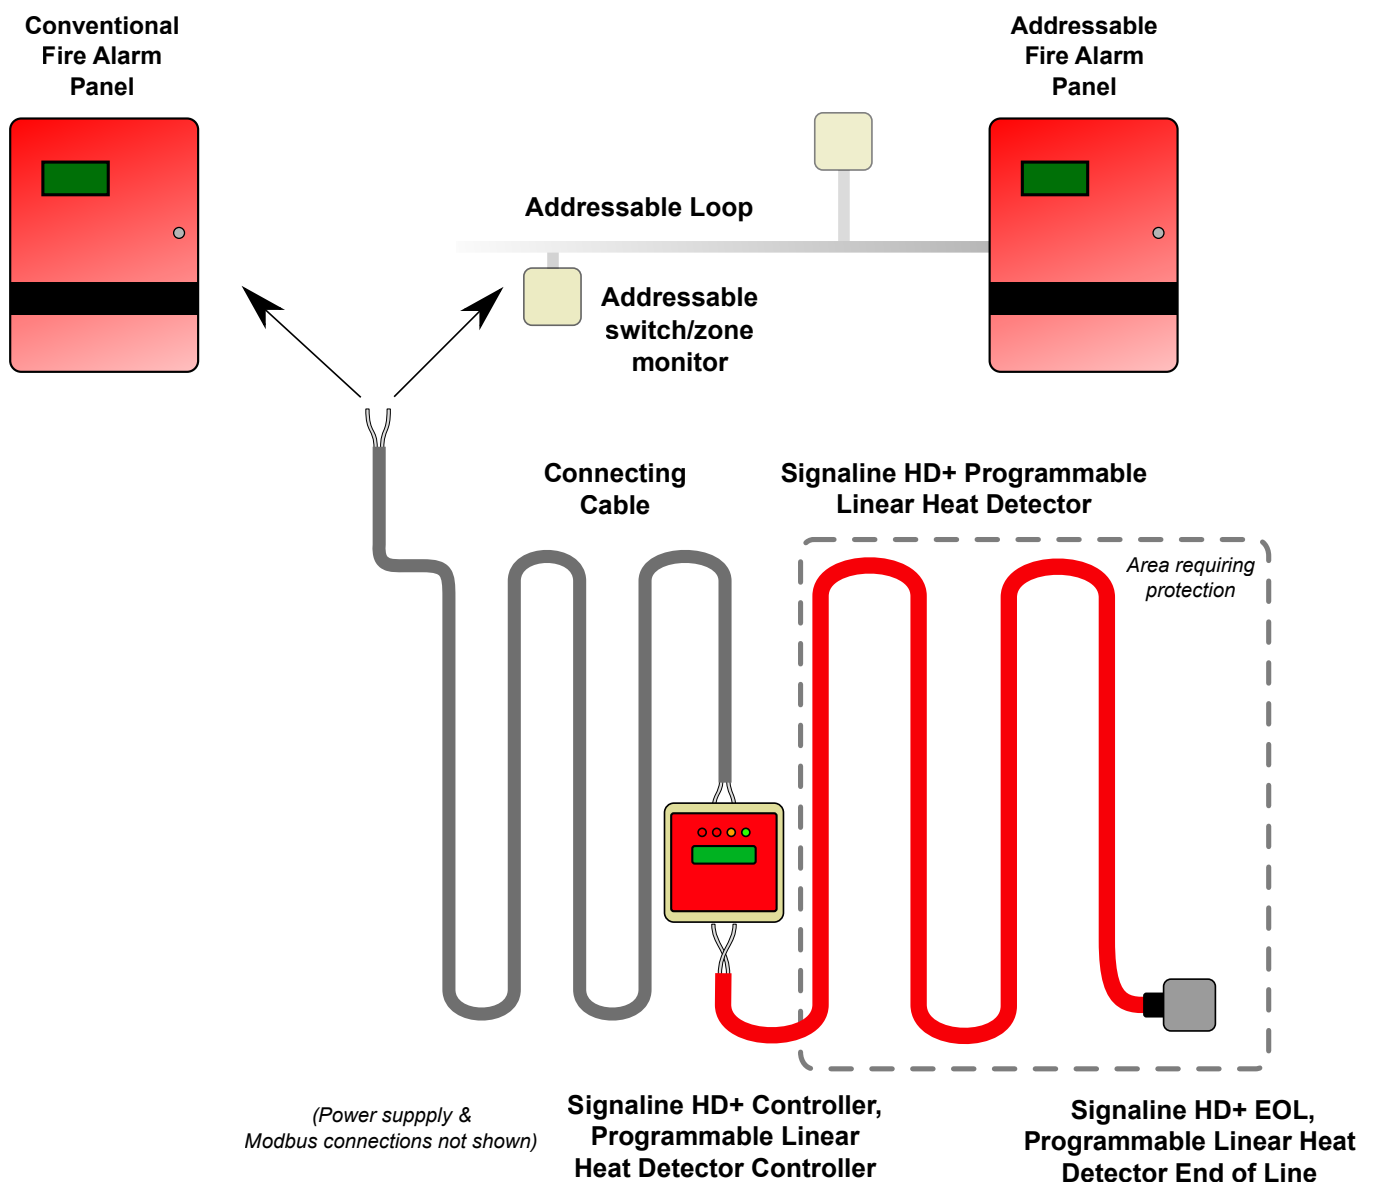 Conventional
Fire Alarm
Panel
Addressable
Fire Alarm
Panel
Addressable Loop
Addressable
switch/zone
monitor
Connecting
Cable
Signaline HD+ Programmable
Linear Heat Detector
Area requiring
protection
(Power suppply &
Modbus connections not shown)
Signaline HD+ Controller,
Programmable Linear
Heat Detector Controller
Signaline HD+ EOL,
Programmable Linear Heat
Detector End of Line